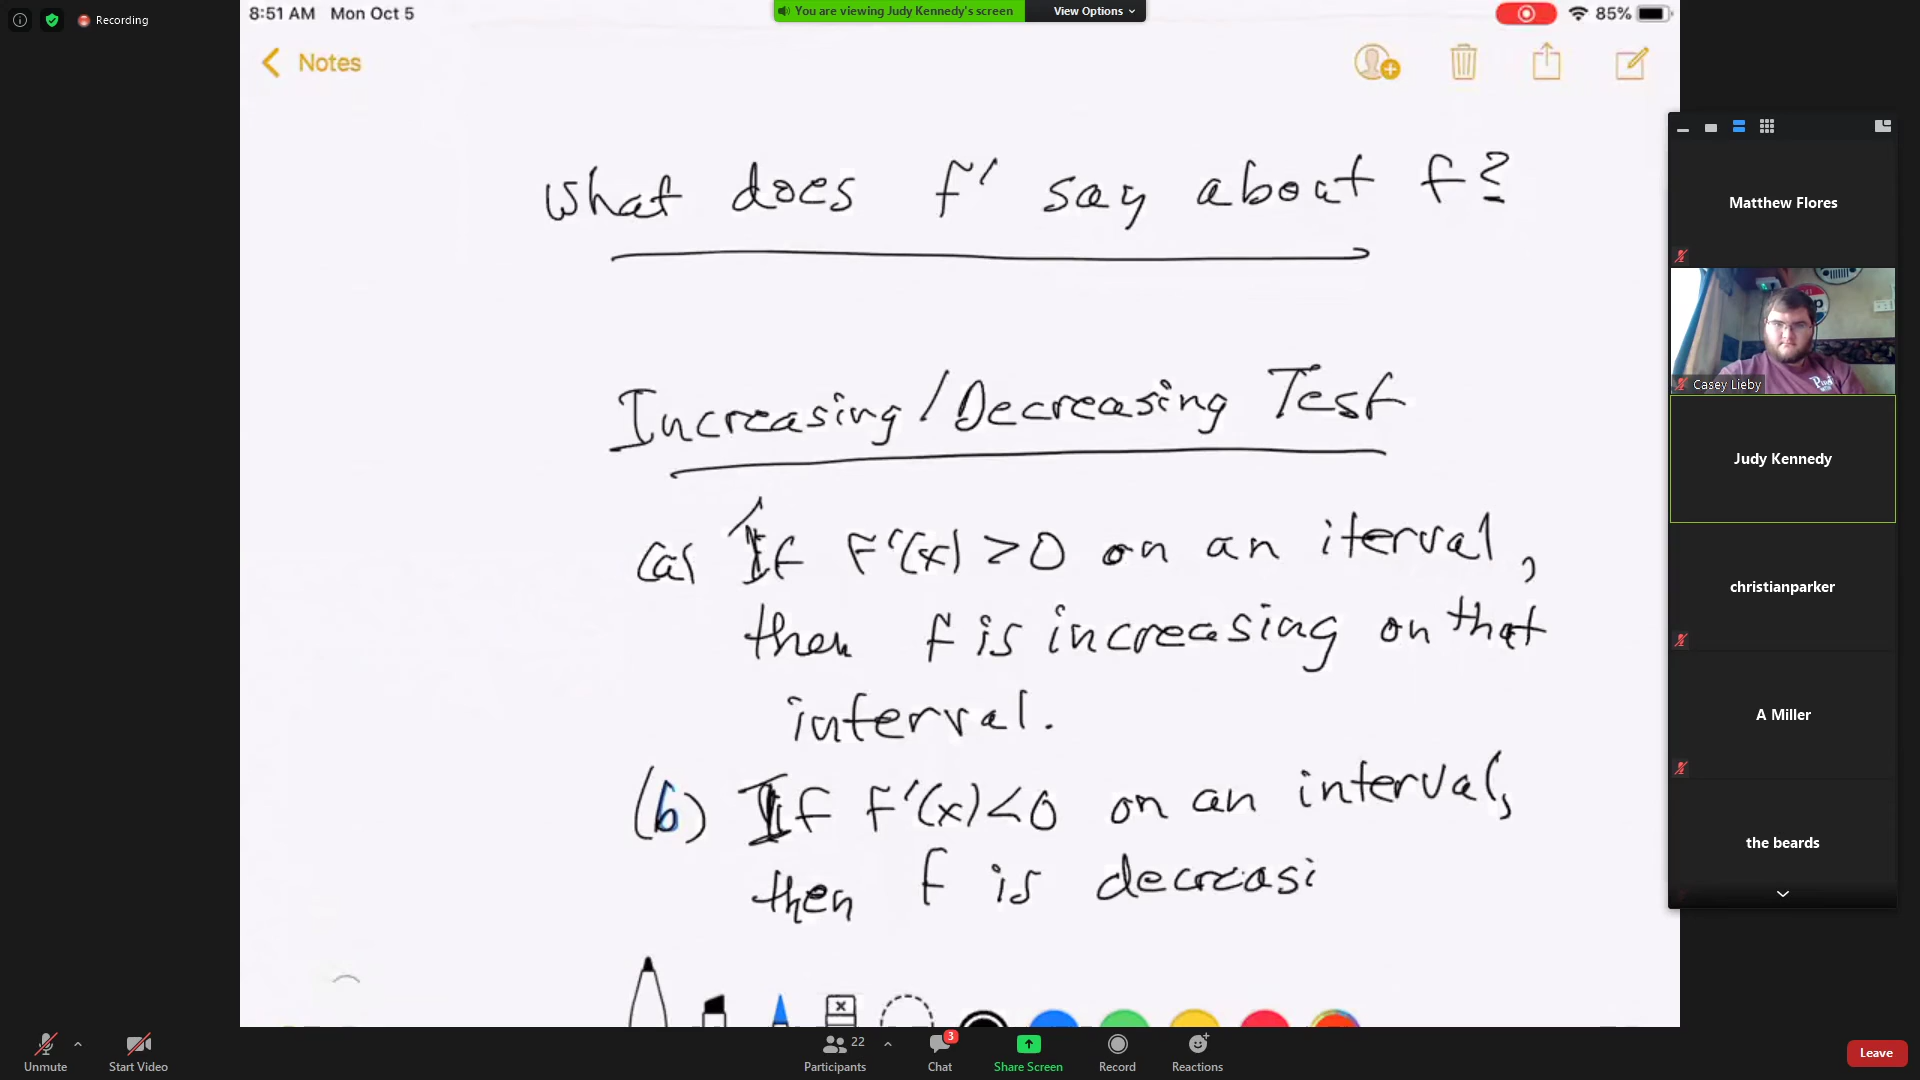 8:51 AM Mon Oct 5
You are viewing Judy Kennedy's screen
View Options
85%
Recording
Notes
What does f' say about f?
Increasing/Decreasing Test
(a) If f'(x) > 0 on an iterval,
then f is increasing on that
interval.
(b) If f'(x) < 0 on an interval,
then f is decreasi
Matthew Flores
Casey Lieby
Judy Kennedy
christianparker
A Miller
the beards
Unmute
Start Video
Participants
22
Chat
3
Share Screen
Record
Reactions
Leave